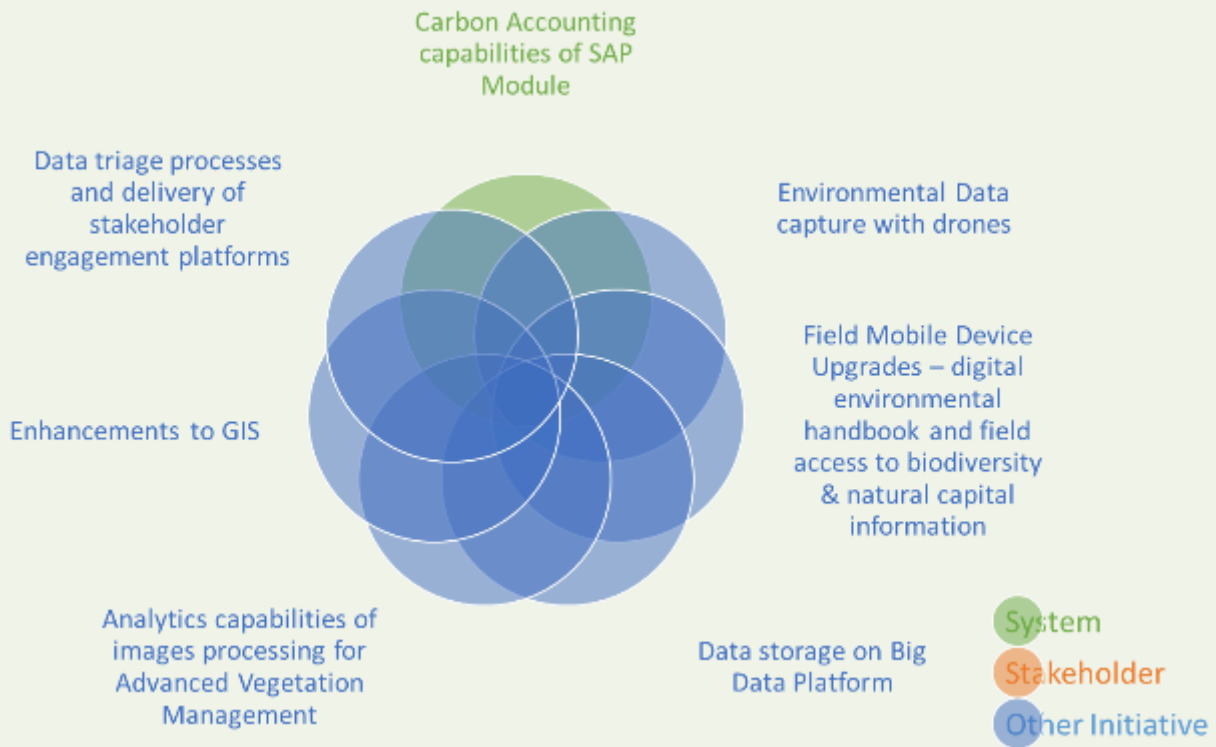 Carbon Accounting
capabilities of SAP
Module
Data triage processes
and delivery of
stakeholder
engagement platforms
Environmental Data
capture with drones
Enhancements to GIS
Field Mobile Device
Upgrades – digital
environmental
handbook and field
access to biodiversity
& natural capital
information
Analytics capabilities of
images processing for
Advanced Vegetation
Management
Data storage on Big
Data Platform
System
Stakeholder
Other Initiative